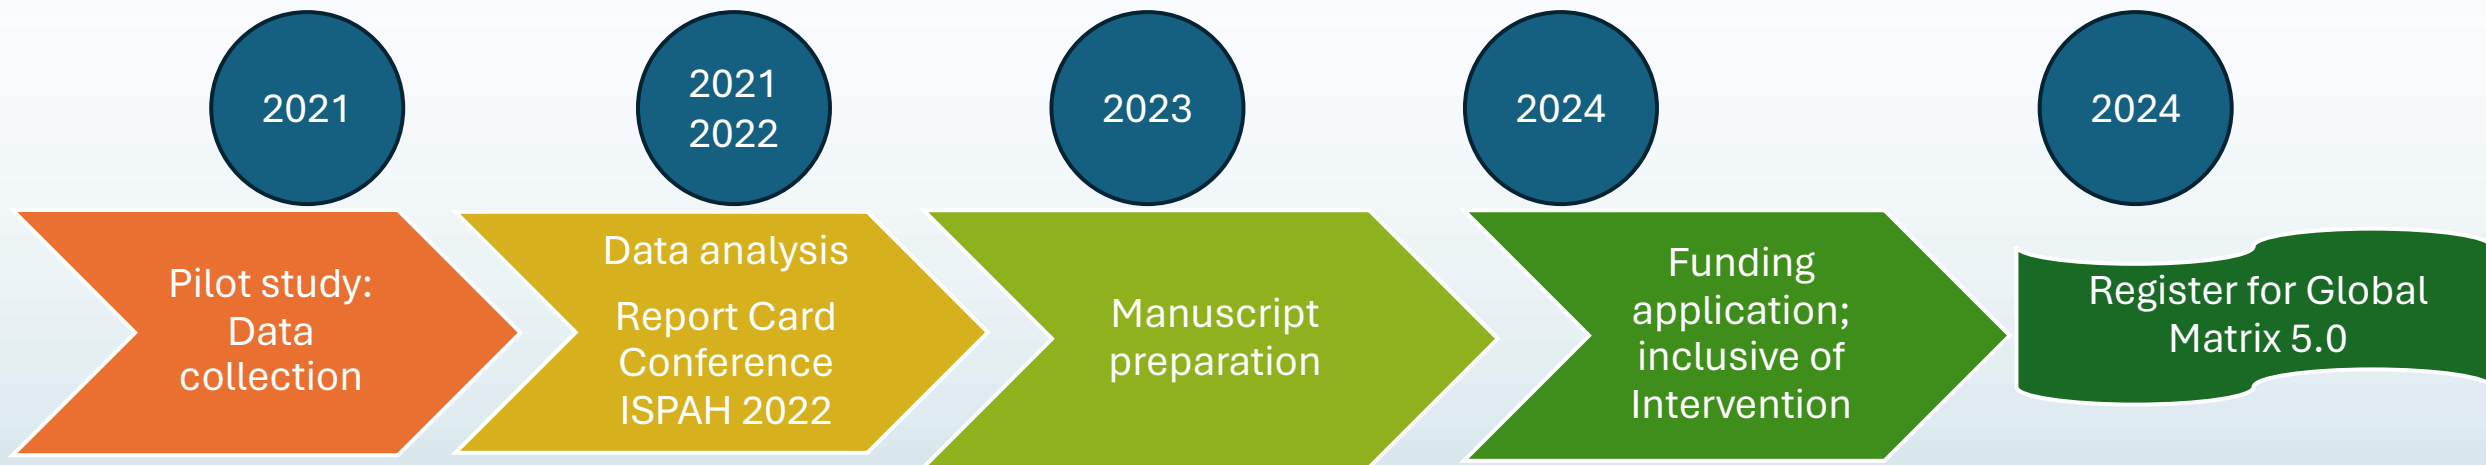 2021
2021
2022
2023
2024
2024
Pilot study:
Data
collection
Data analysis
Report Card
Conference
ISPAH 2022
Manuscript
preparation
Funding
application;
inclusive of
Intervention
Register for Global
Matrix 5.0